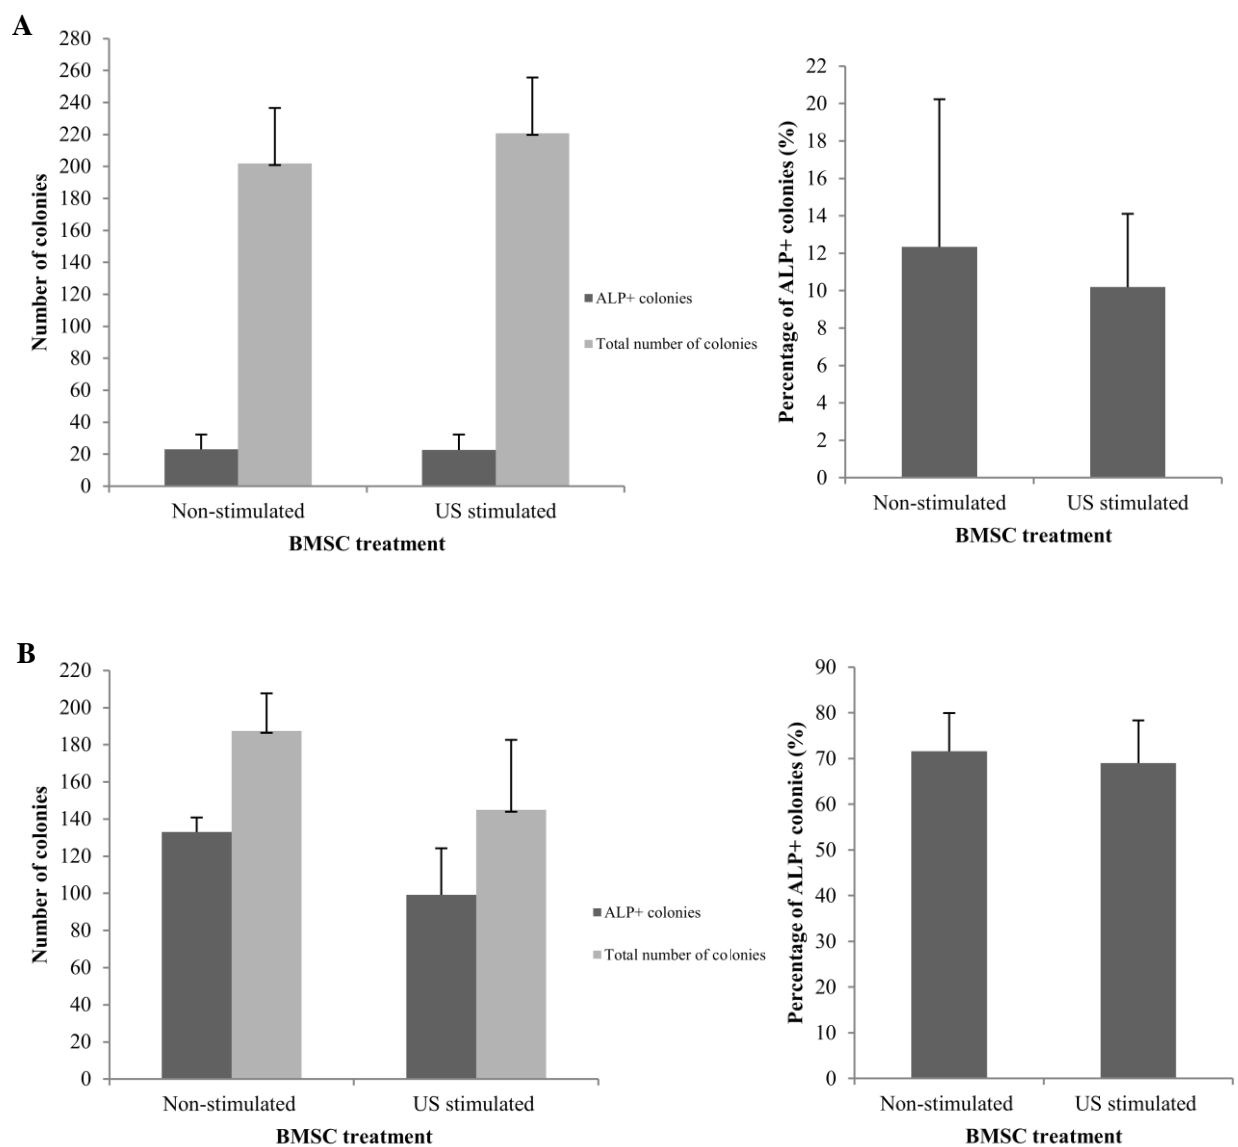 A
280
260
240
220
200
180
160
140
120
100
80
60
40
20
0
Number of colonies
Non-stimulated
US stimulated
BMSC treatment
ALP+ colonies
Total number of colonies
22
20
18
16
14
12
10
8
6
4
2
0
Percentage of ALP+ colonies (%)
Non-stimulated
US stimulated
BMSC treatment
B
220
200
180
160
140
120
100
80
60
40
20
0
Number of colonies
Non-stimulated
US stimulated
BMSC treatment
ALP+ colonies
Total number of colonies
90
80
70
60
50
40
30
20
10
0
Percentage of ALP+ colonies (%)
Non-stimulated
US stimulated
BMSC treatment